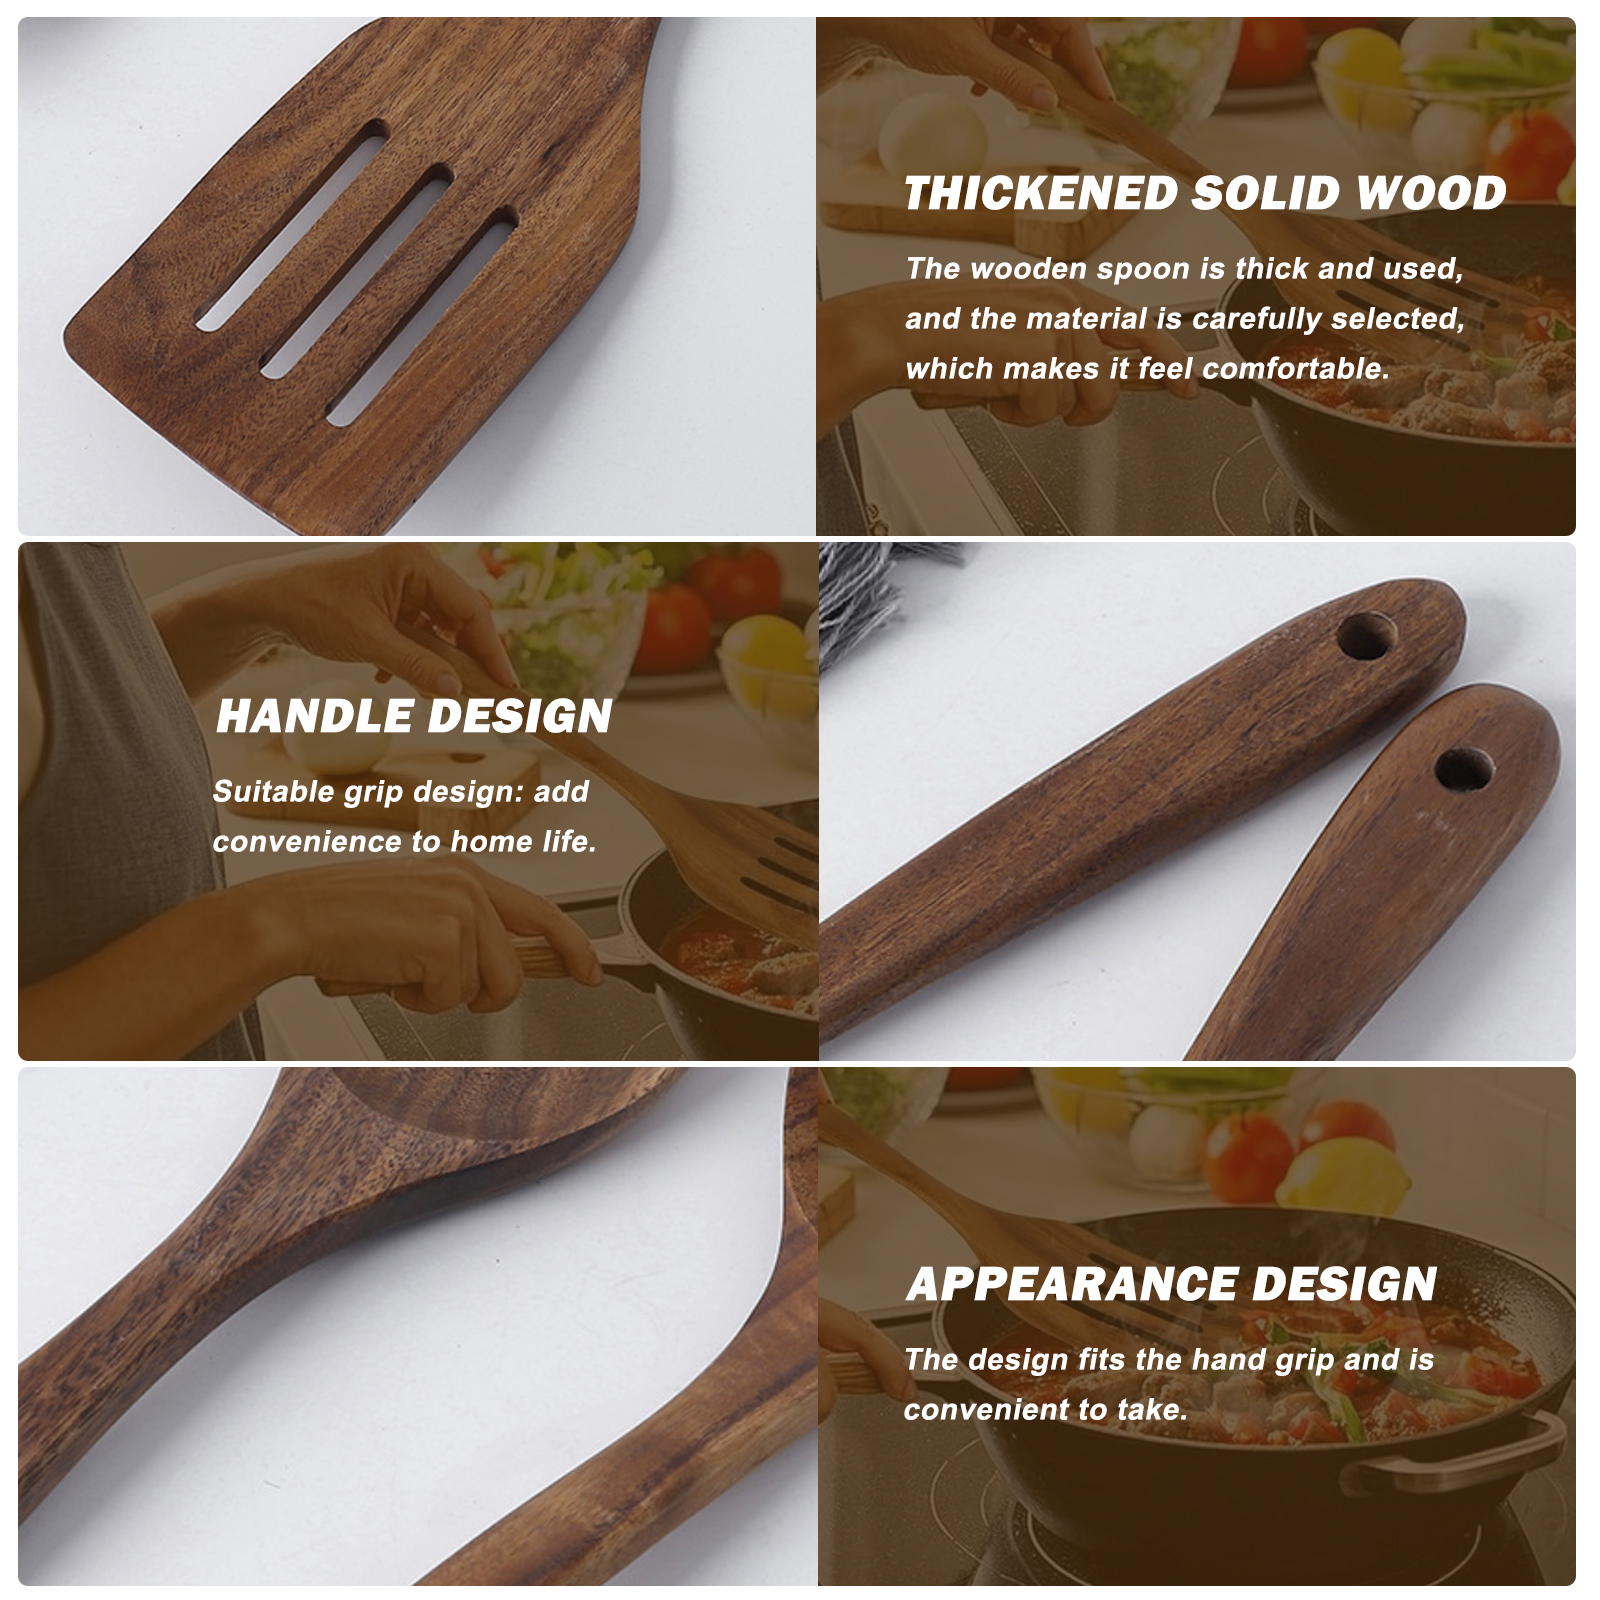 THICKENED SOLID WOOD
The wooden spoon is thick and used,
and the material is carefully selected,
which makes it feel comfortable.
HANDLE DESIGN
Suitable grip design: add
convenience to home life.
APPEARANCE DESIGN
The design fits the hand grip and is
convenient to take.